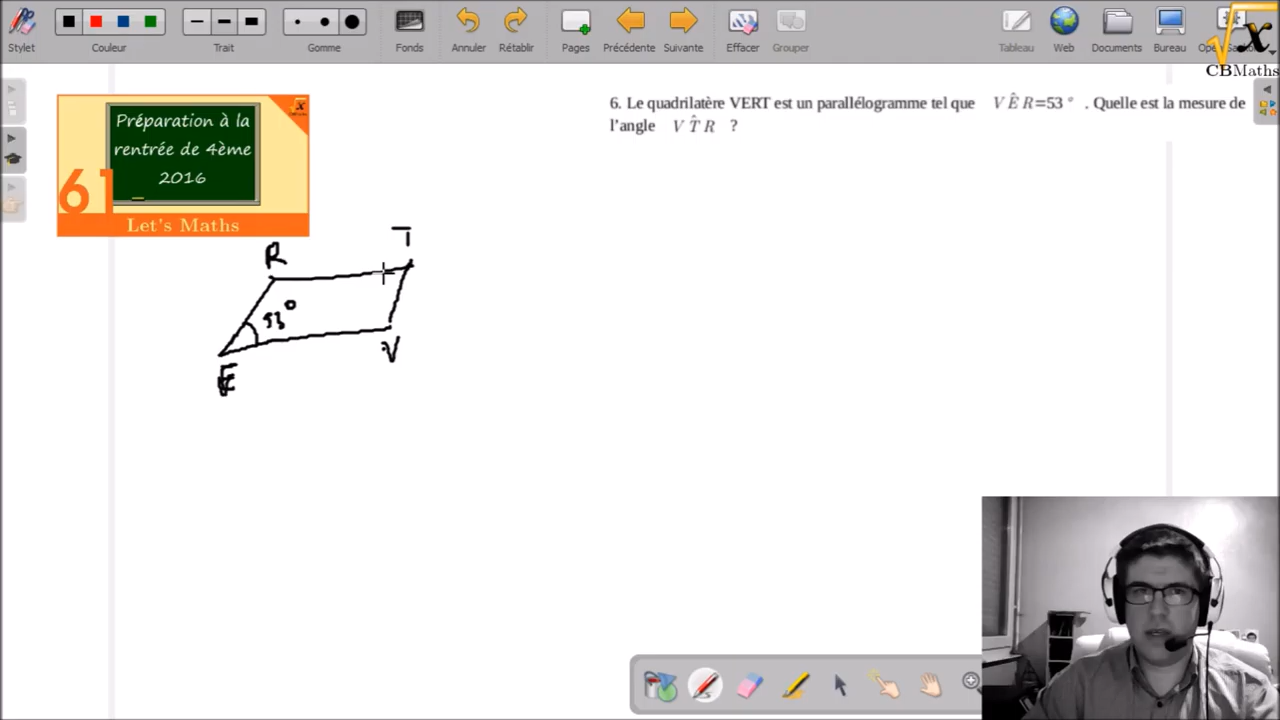 Stylet
Couleur
Trait
Gomme
Fonds
Annuler
Rétablir
Pages
Précédente
Suivante
Effacer
Grouper
Tableau
Web
Documents
Bureau
CBMaths
6. Le quadrilatère VERT est un parallélogramme tel que V Ê R=53 ° . Quelle est la mesure de
l'angle V T̂ R ?
Préparation à la
rentrée de 4ème
2016
61
Let's Maths
R
T
53°
V
E